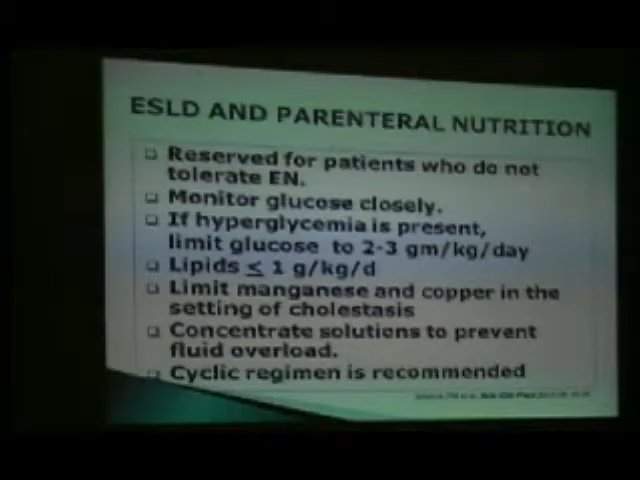 ESLD AND PARENTERAL NUTRITION
Reserved for patients who do not
tolerate EN.
Monitor glucose closely.
If hyperglycemia is present,
limit glucose to 2-3 gm/kg/day
Lipids ≤ 1 g/kg/d
Limit manganese and copper in the
setting of cholestasis
Concentrate solutions to prevent
fluid overload.
Cyclic regimen is recommended